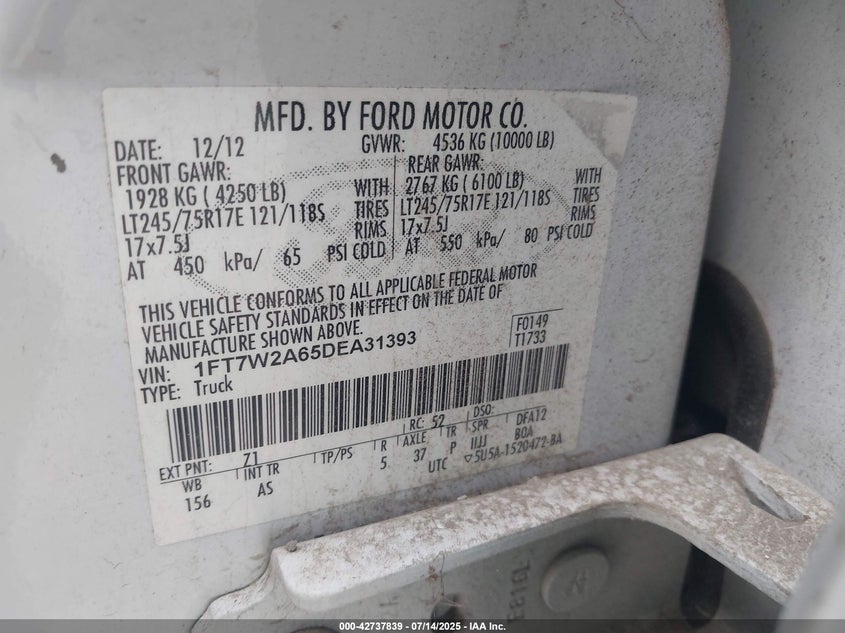 MFD. BY FORD MOTOR CO.
DATE: 12/12 GVWR: 4536 KG (10000 LB)
FRONT GAWR: REAR GAWR:
1928 KG ( 4250 LB) WITH 2767 KG ( 6100 LB) WITH
LT245/75R17E 121/118S TIRES LT245/75R17E 121/118S TIRES
17x7.5J RIMS 17x7.5J RIMS
AT 450 kPa/ 65 PSI COLD AT 550 kPa/ 80 PSI COLD
THIS VEHICLE CONFORMS TO ALL APPLICABLE FEDERAL MOTOR
VEHICLE SAFETY STANDARDS IN EFFECT ON THE DATE OF
MANUFACTURE SHOWN ABOVE.
F0149
VIN: 1FT7W2A65DEA31393 T1733
TYPE: Truck
EXT PNT: Z1 RC: 52 DSO:
WB INT TR TP/PS R AXLE TR SPR DFA12
156 AS 5 37 P IIJJ BOA
UTC ▽5U5A-1520472-BA
000-42737839 - 07/14/2025 - IAA Inc.